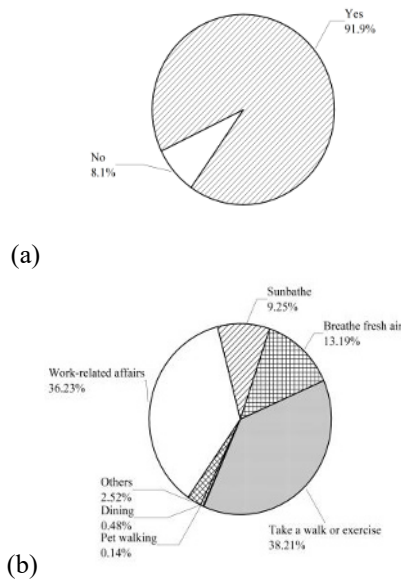 Yes
91.9%
No
8.1%
(a)
Sunbathe
9.25%
Breathe fresh air
13.19%
Work-related affairs
36.23%
Others
2.52%
Dining
0.48%
Pet walking
0.14%
Take a walk or exercise
38.21%
(b)